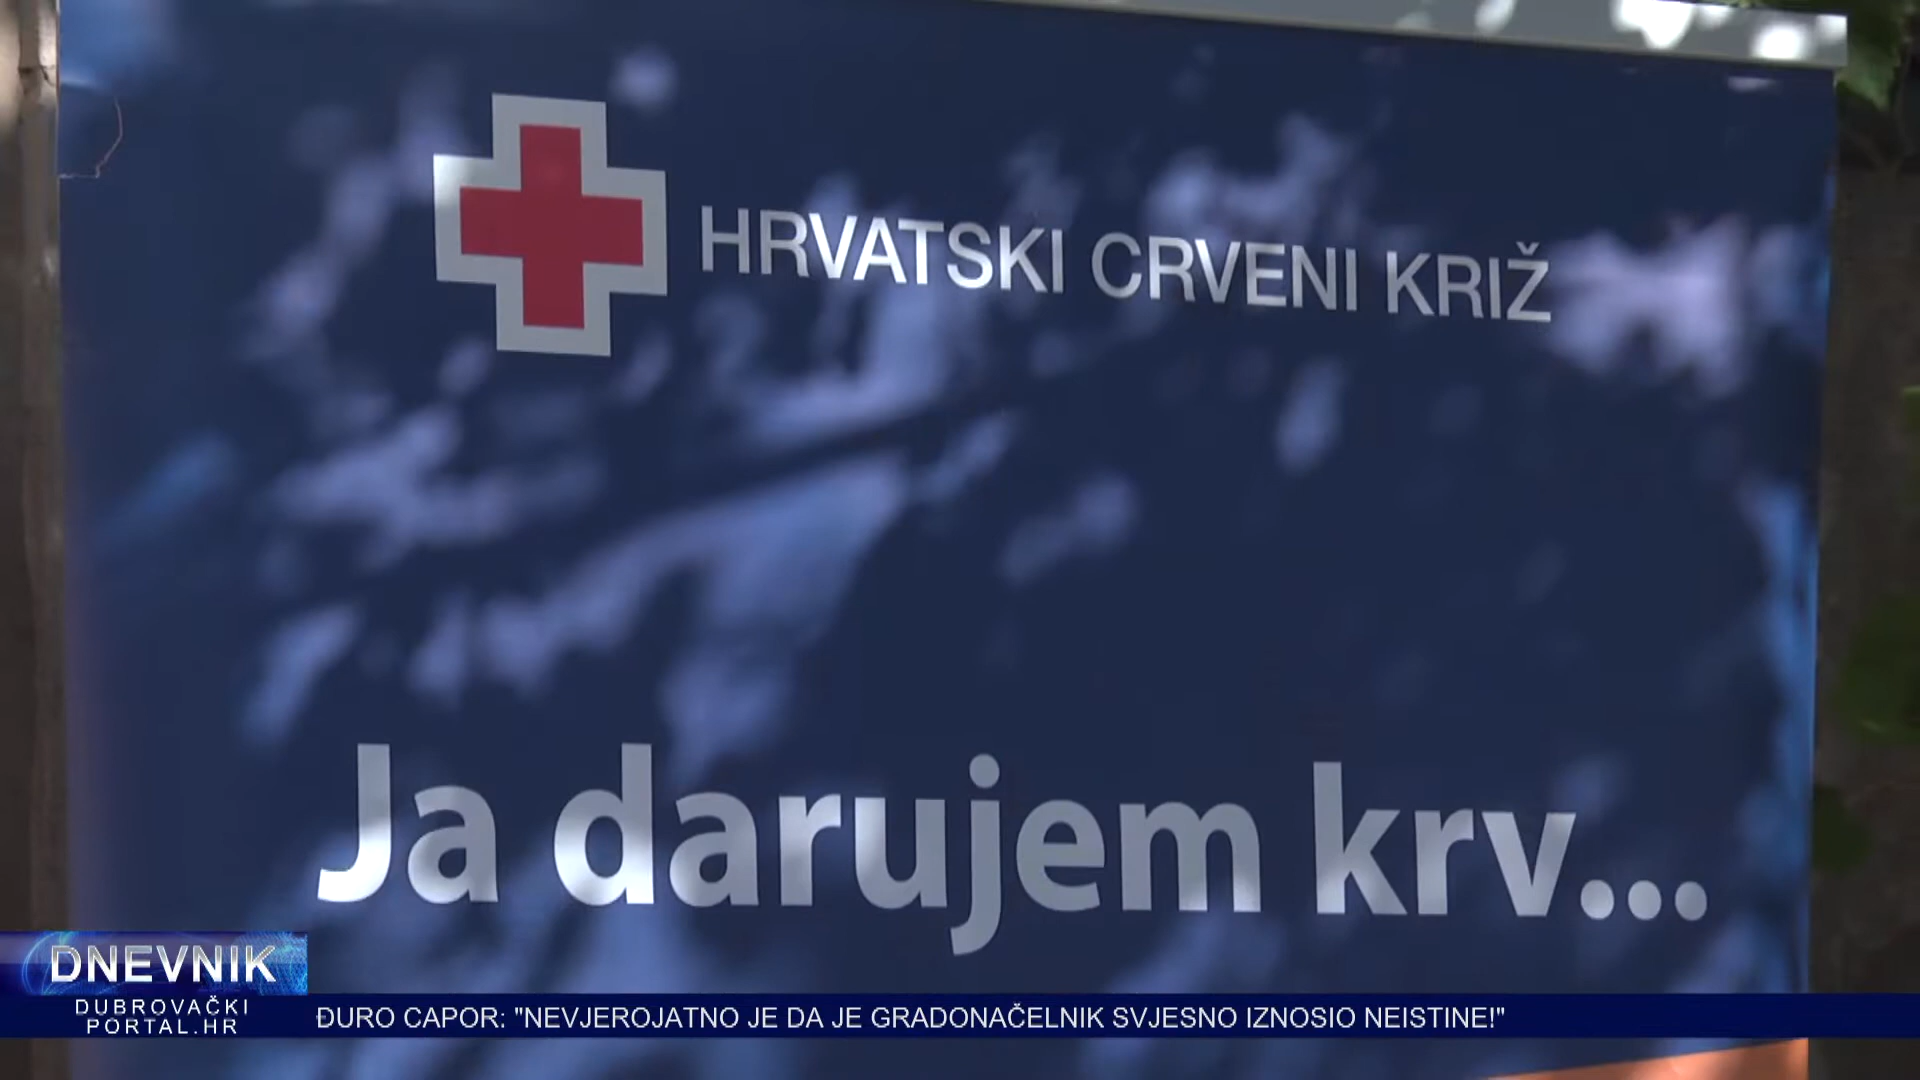 HRVATSKI CRVENI KRIŽ
Ja darujem krv...
DNEVNIK
DUBROVAČKI
PORTAL.HR
ĐURO CAPOR: "NEVJEROJATNO JE DA JE GRADONAČELNIK SVJESNO IZNOSIO NEISTINE!"